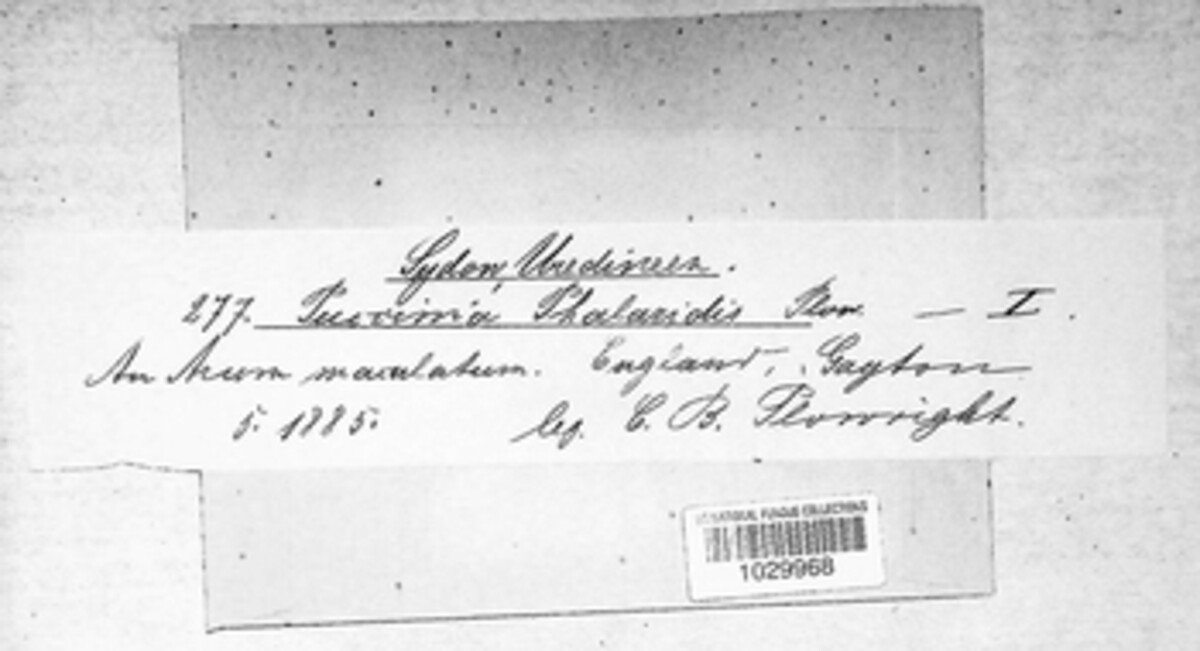 Sydow, Uredineen.
277. Puccinia Phalaridis Plow. — I.
An Arum maculatum. England, Gayton
5. 1885. leg. C. B. Plowright.
US NATIONAL FUNGUS COLLECTIONS
1029968